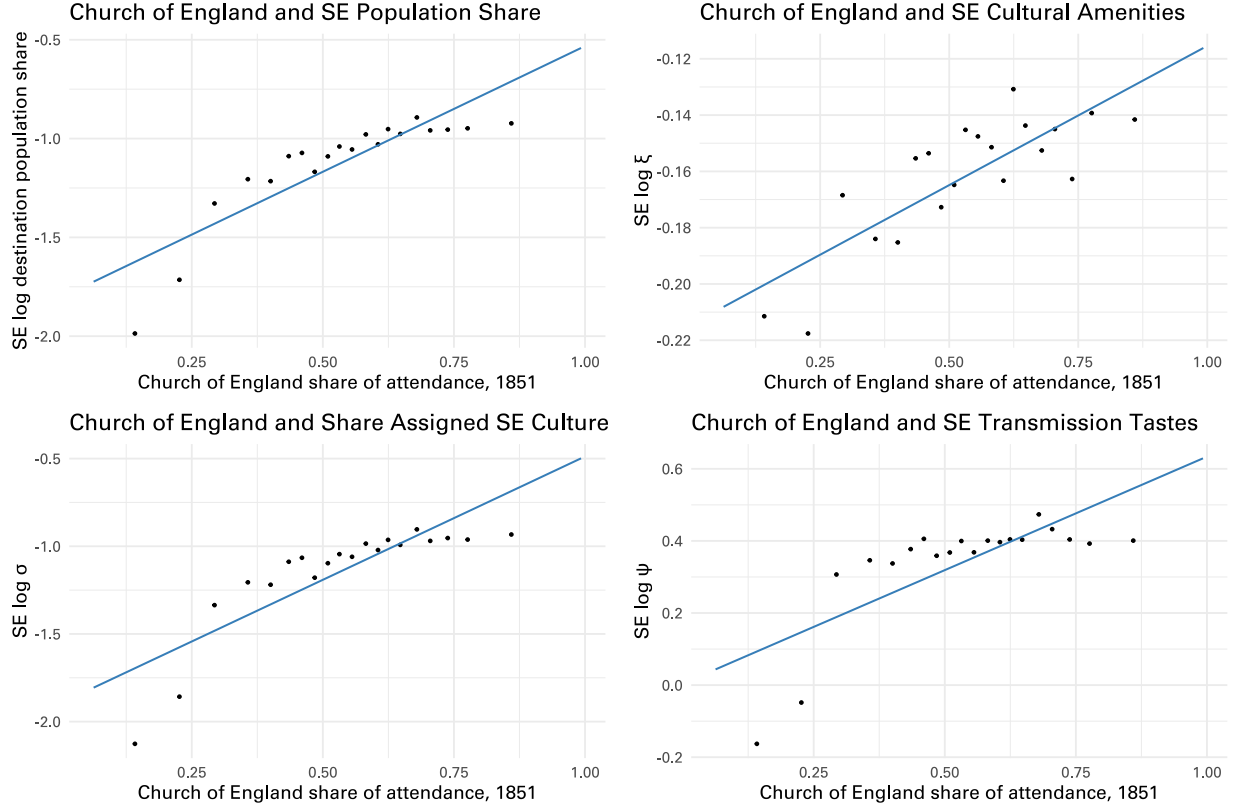 Church of England and SE Population Share
SE log destination population share
-0.5
-1.0
-1.5
-2.0
0.25 0.50 0.75 1.00
Church of England share of attendance, 1851
Church of England and SE Cultural Amenities
SE log ξ
-0.12
-0.14
-0.16
-0.18
-0.20
-0.22
0.25 0.50 0.75 1.00
Church of England share of attendance, 1851
Church of England and Share Assigned SE Culture
SE log σ
-0.5
-1.0
-1.5
-2.0
0.25 0.50 0.75 1.00
Church of England share of attendance, 1851
Church of England and SE Transmission Tastes
SE log ψ
0.6
0.4
0.2
0.0
-0.2
0.25 0.50 0.75 1.00
Church of England share of attendance, 1851